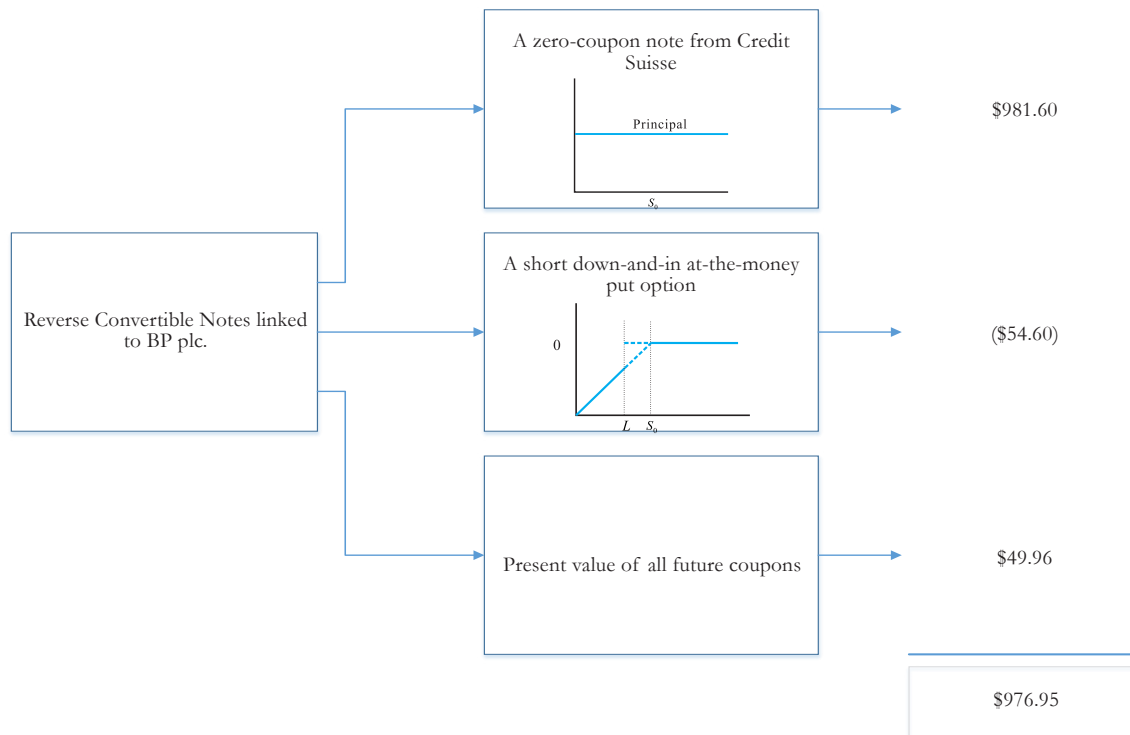 A zero-coupon note from Credit
Suisse
Principal
S₀
$981.60
Reverse Convertible Notes linked
to BP plc.
A short down-and-in at-the-money
put option
0
L S₀
($54.60)
Present value of all future coupons
$49.96
$976.95